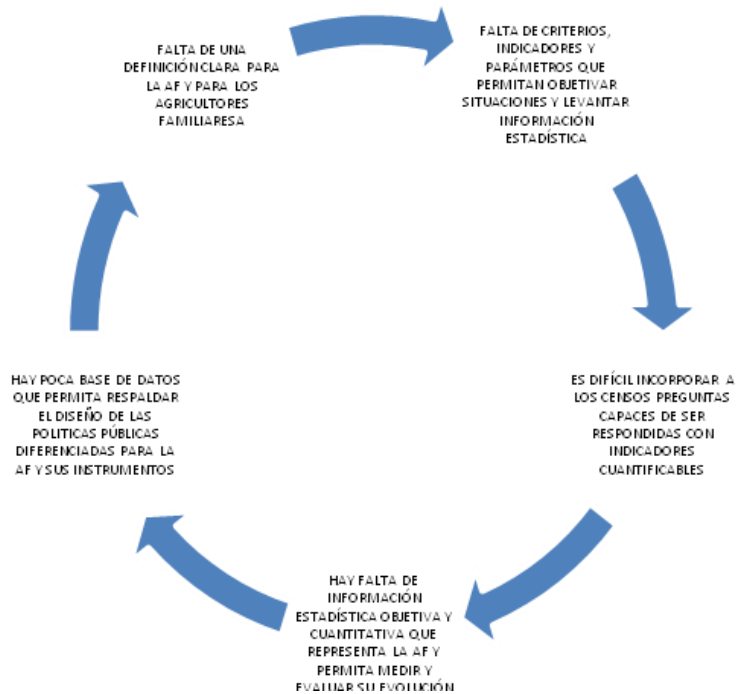 FALTA DE UNA
DEFINICIÓN CLARA PARA
LA AF Y PARA LOS
AGRICULTORES
FAMILIARESA
FALTA DE CRITERIOS,
INDICADORES Y
PARÁMETROS QUE
PERMITAN OBJETIVAR
SITUACIONES Y LEVANTAR
INFORMACIÓN
ESTADÍSTICA
ES DIFÍCIL INCORPORAR A
LOS CENSOS PREGUNTAS
CAPACES DE SER
RESPONDIDAS CON
INDICADORES
CUANTIFICABLES
HAY FALTA DE
INFORMACIÓN
ESTADÍSTICA OBJETIVA Y
CUANTITATIVA QUE
REPRESENTA LA AF Y
PERMITA MEDIR Y
EVALUAR SU EVOLUCIÓN
HAY POCA BASE DE DATOS
QUE PERMITA RESPALDAR
EL DISEÑO DE LAS
POLITICAS PÚBLICAS
DIFERENCIADAS PARA LA
AF Y SUS INSTRUMENTOS